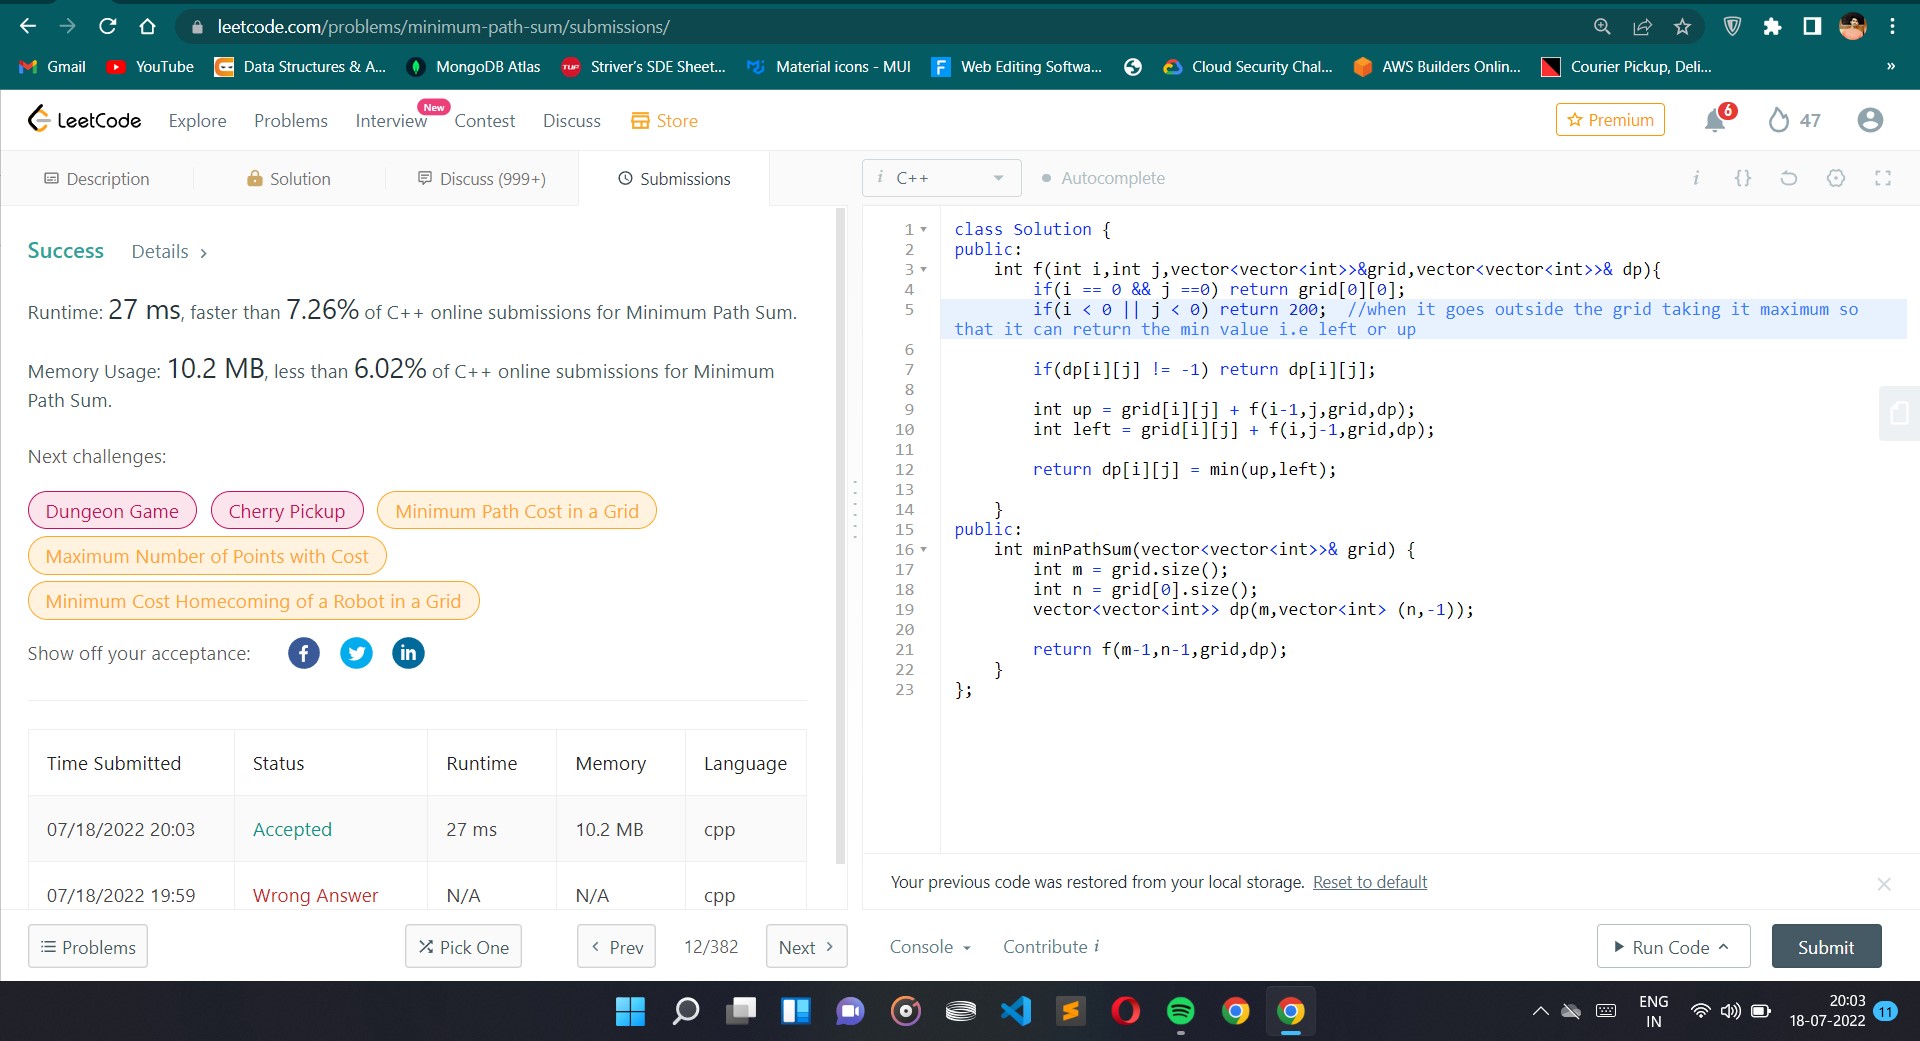 leetcode.com/problems/minimum-path-sum/submissions/
Gmail YouTube Data Structures & A... MongoDB Atlas TUF Striver's SDE Sheet... Material icons - MUI Web Editing Softwa... Cloud Security Chal... AWS Builders Onlin... Courier Pickup, Deli... »
LeetCode Explore Problems Interview New Contest Discuss Store Premium 6 47
Description Solution Discuss (999+) Submissions
i C++ Autocomplete i {}
Success Details >
Runtime: 27 ms, faster than 7.26% of C++ online submissions for Minimum Path Sum.
Memory Usage: 10.2 MB, less than 6.02% of C++ online submissions for Minimum
Path Sum.
Next challenges:
Dungeon Game Cherry Pickup Minimum Path Cost in a Grid
Maximum Number of Points with Cost
Minimum Cost Homecoming of a Robot in a Grid
Show off your acceptance: f in
Time Submitted Status Runtime Memory Language
07/18/2022 20:03 Accepted 27 ms 10.2 MB cpp
07/18/2022 19:59 Wrong Answer N/A N/A cpp
1 class Solution {
2 public:
3 int f(int i,int j,vector<vector<int>>&grid,vector<vector<int>>& dp){
4 if(i == 0 && j ==0) return grid[0][0];
5 if(i < 0 || j < 0) return 200; //when it goes outside the grid taking it maximum so
that it can return the min value i.e left or up
6
7 if(dp[i][j] != -1) return dp[i][j];
8
9 int up = grid[i][j] + f(i-1,j,grid,dp);
10 int left = grid[i][j] + f(i,j-1,grid,dp);
11
12 return dp[i][j] = min(up,left);
13
14 }
15 public:
16 int minPathSum(vector<vector<int>>& grid) {
17 int m = grid.size();
18 int n = grid[0].size();
19 vector<vector<int>> dp(m,vector<int> (n,-1));
20
21 return f(m-1,n-1,grid,dp);
22 }
23 };
Your previous code was restored from your local storage. Reset to default
Problems Pick One < Prev 12/382 Next > Console Contribute i Run Code Submit
ENG
IN
20:03
18-07-2022
11